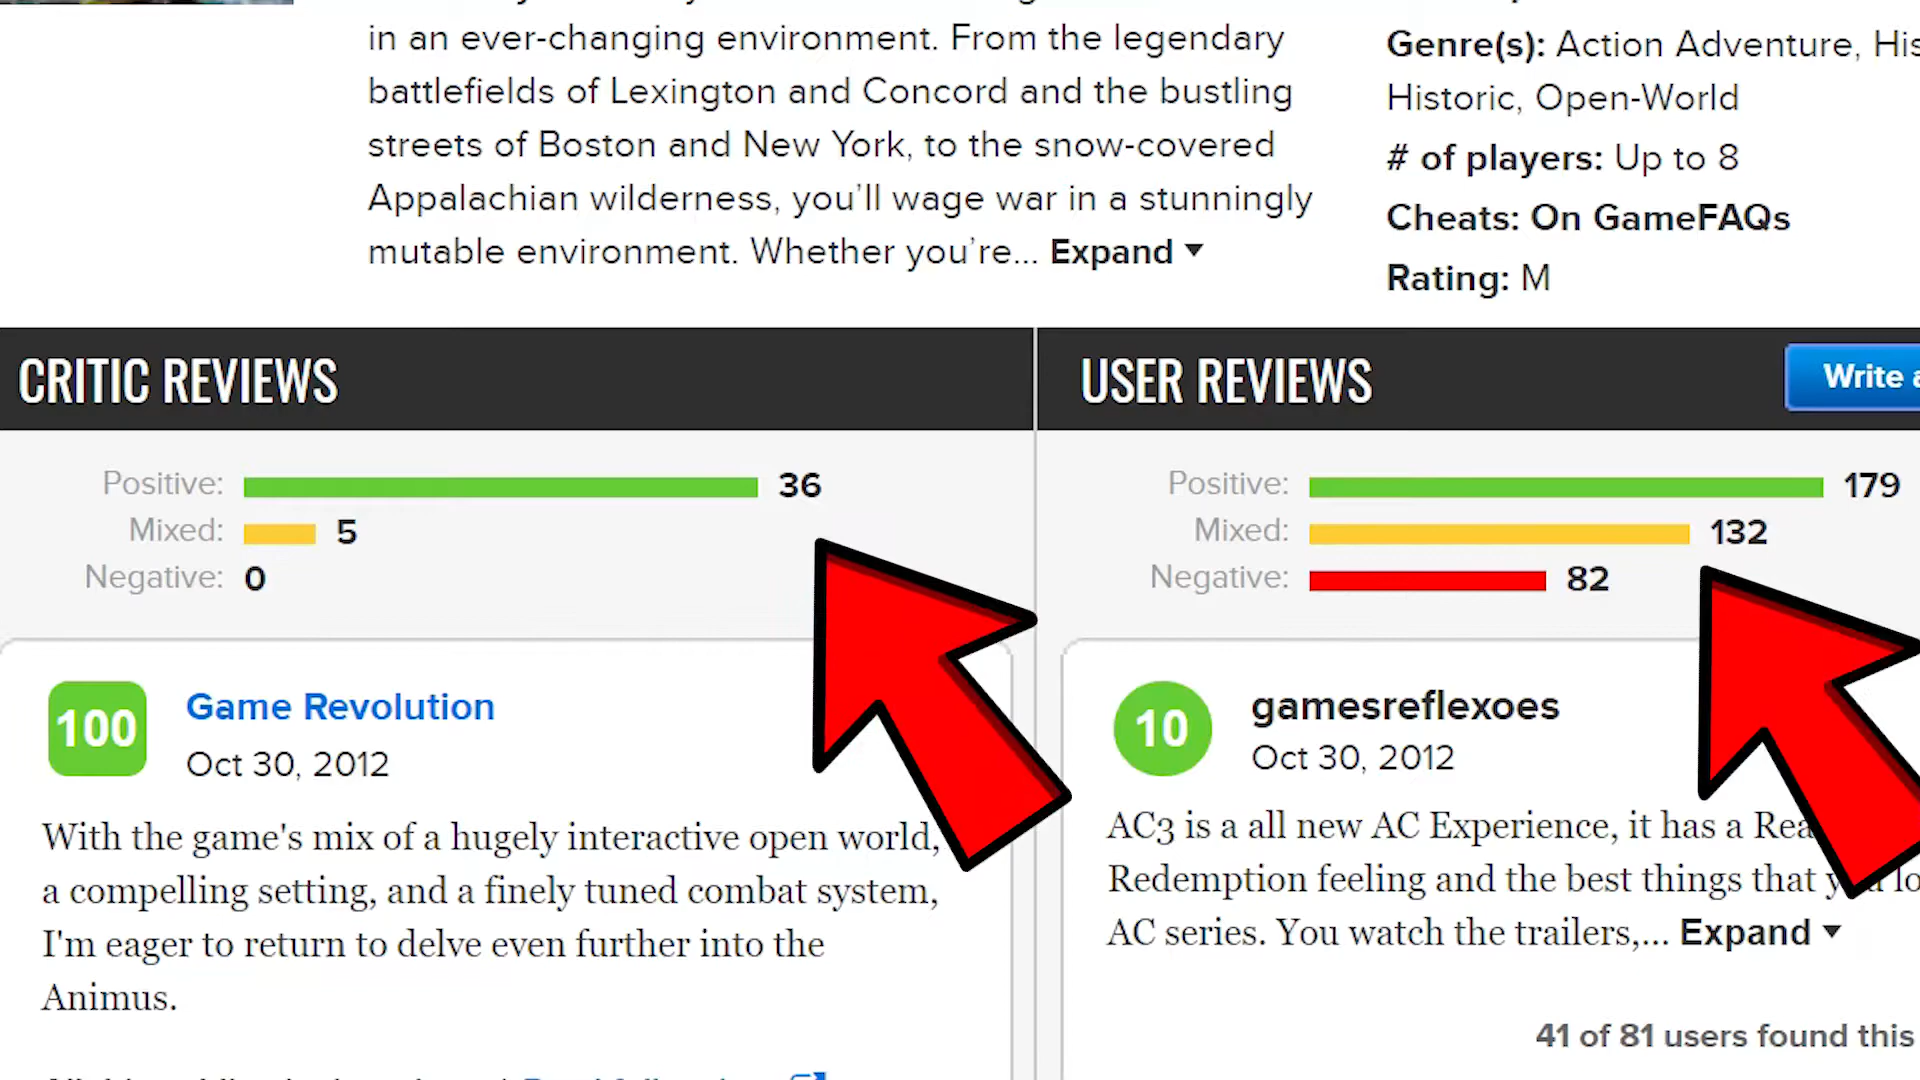 in an ever-changing environment. From the legendary
battlefields of Lexington and Concord and the bustling
streets of Boston and New York, to the snow-covered
Appalachian wilderness, you'll wage war in a stunningly
mutable environment. Whether you're... Expand
Genre(s): Action Adventure, His
Historic, Open-World
# of players: Up to 8
Cheats: On GameFAQs
Rating: M
CRITIC REVIEWS
Positive: 36
Mixed: 5
Negative: 0
100 Game Revolution
Oct 30, 2012
With the game's mix of a hugely interactive open world,
a compelling setting, and a finely tuned combat system,
I'm eager to return to delve even further into the
Animus.
USER REVIEWS
Write a
Positive: 179
Mixed: 132
Negative: 82
10 gamesreflexoes
Oct 30, 2012
AC3 is a all new AC Experience, it has a Rea
Redemption feeling and the best things that y lo
AC series. You watch the trailers,... Expand
41 of 81 users found this